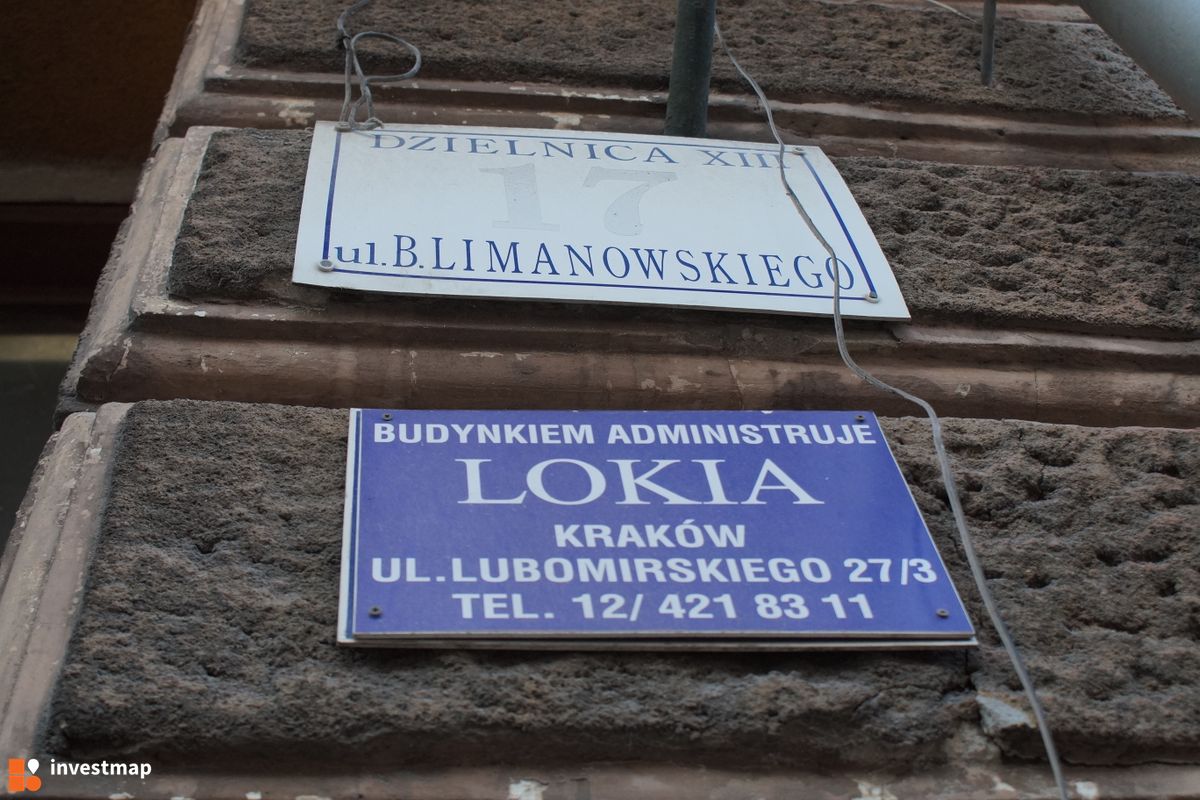 DZIELNICA XIII
17
ul.B.LIMANOWSKIEGO
BUDYNKIEM ADMINISTRUJE
LOKIA
KRAKÓW
UL.LUBOMIRSKIEGO 27/3
TEL. 12/ 421 83 11
investmap